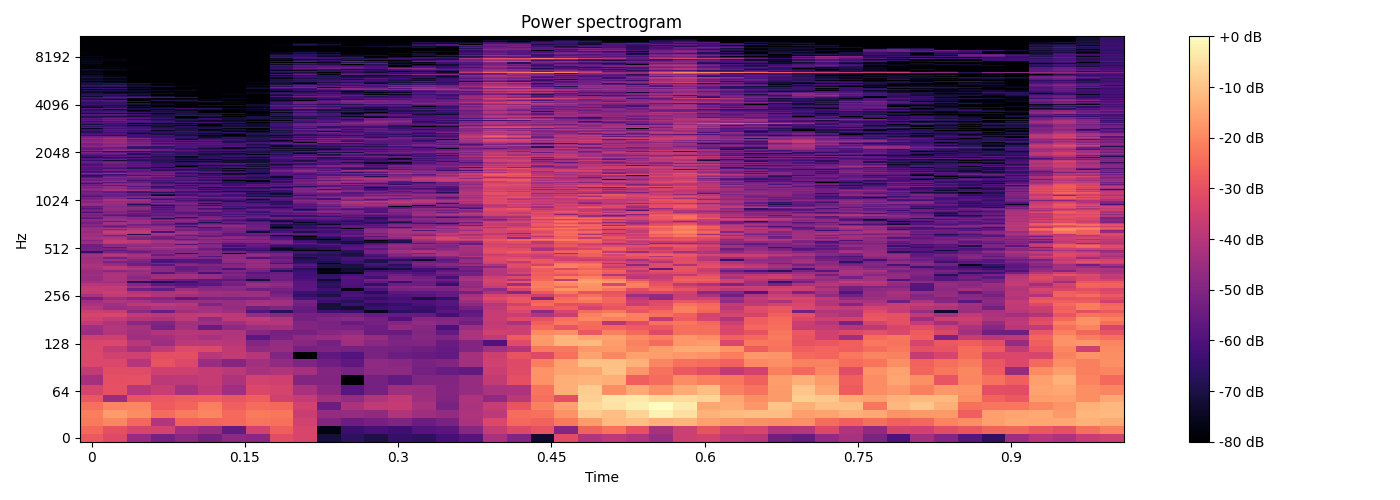 Power spectrogram
Hz
8192
4096
2048
1024
512
256
128
64
0
0
0.15
0.3
0.45
0.6
0.75
0.9
Time
+0 dB
-10 dB
-20 dB
-30 dB
-40 dB
-50 dB
-60 dB
-70 dB
-80 dB